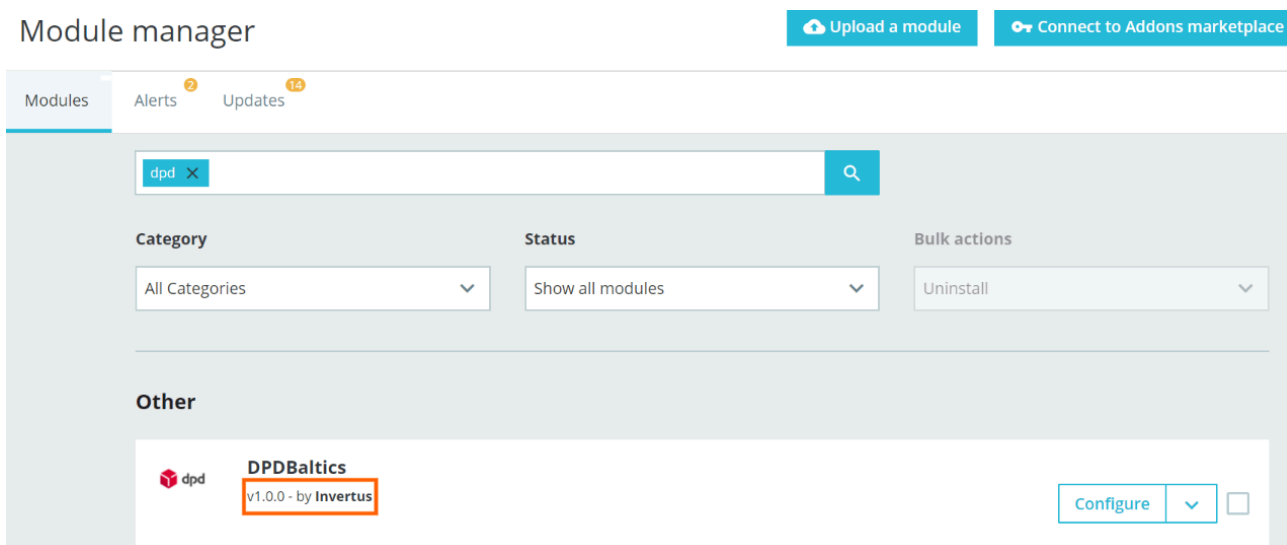 Module manager
Upload a module
Connect to Addons marketplace
Modules
Alerts
2
Updates
14
dpd
Category
Status
Bulk actions
All Categories
Show all modules
Uninstall
Other
dpd
DPDBaltics
v1.0.0 - by Invertus
Configure